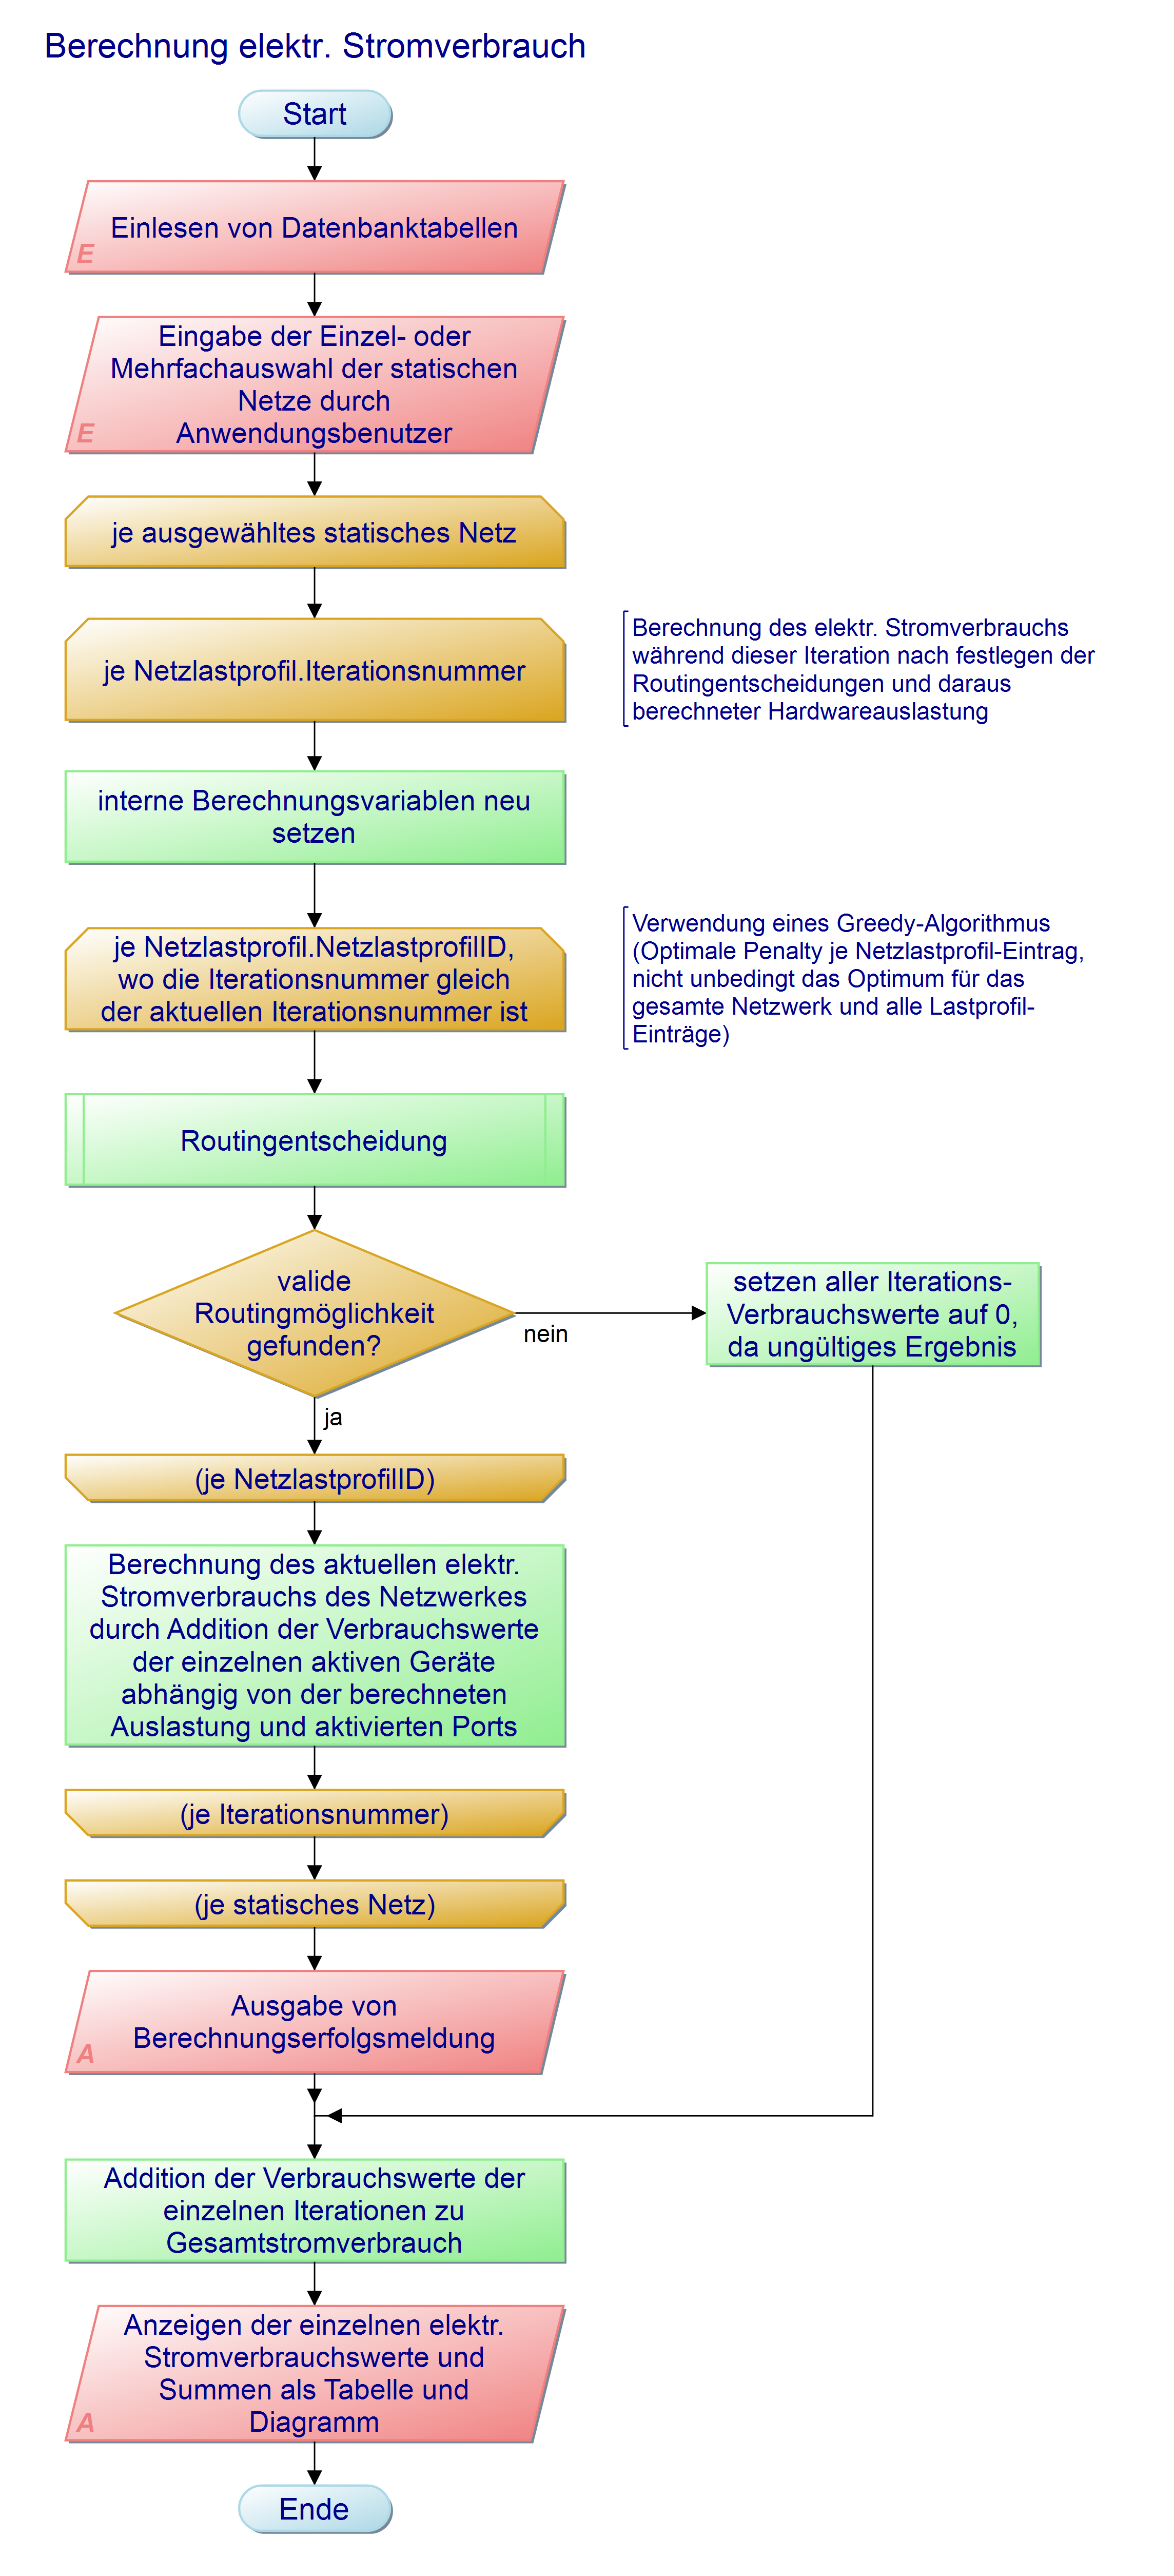 Berechnung elektr. Stromverbrauch
Start
Einlesen von Datenbanktabellen
E
Eingabe der Einzel- oder
Mehrfachauswahl der statischen
Netze durch
Anwendungsbenutzer
E
je ausgewähltes statisches Netz
je Netzlastprofil.Iterationsnummer
Berechnung des elektr. Stromverbrauchs
während dieser Iteration nach festlegen der
Routingentscheidungen und daraus
berechneter Hardwareauslastung
interne Berechnungsvariablen neu
setzen
je Netzlastprofil.NetzlastprofilID,
wo die Iterationsnummer gleich
der aktuellen Iterationsnummer ist
Verwendung eines Greedy-Algorithmus
(Optimale Penalty je Netzlastprofil-Eintrag,
nicht unbedingt das Optimum für das
gesamte Netzwerk und alle Lastprofil-
Einträge)
Routingentscheidung
valide
Routingmöglichkeit
gefunden?
nein
setzen aller Iterations-
Verbrauchswerte auf 0,
da ungültiges Ergebnis
ja
(je NetzlastprofilID)
Berechnung des aktuellen elektr.
Stromverbrauchs des Netzwerkes
durch Addition der Verbrauchswerte
der einzelnen aktiven Geräte
abhängig von der berechneten
Auslastung und aktivierten Ports
(je Iterationsnummer)
(je statisches Netz)
Ausgabe von
Berechnungserfolgsmeldung
A
Addition der Verbrauchswerte der
einzelnen Iterationen zu
Gesamtstromverbrauch
Anzeigen der einzelnen elektr.
Stromverbrauchswerte und
Summen als Tabelle und
Diagramm
A
Ende